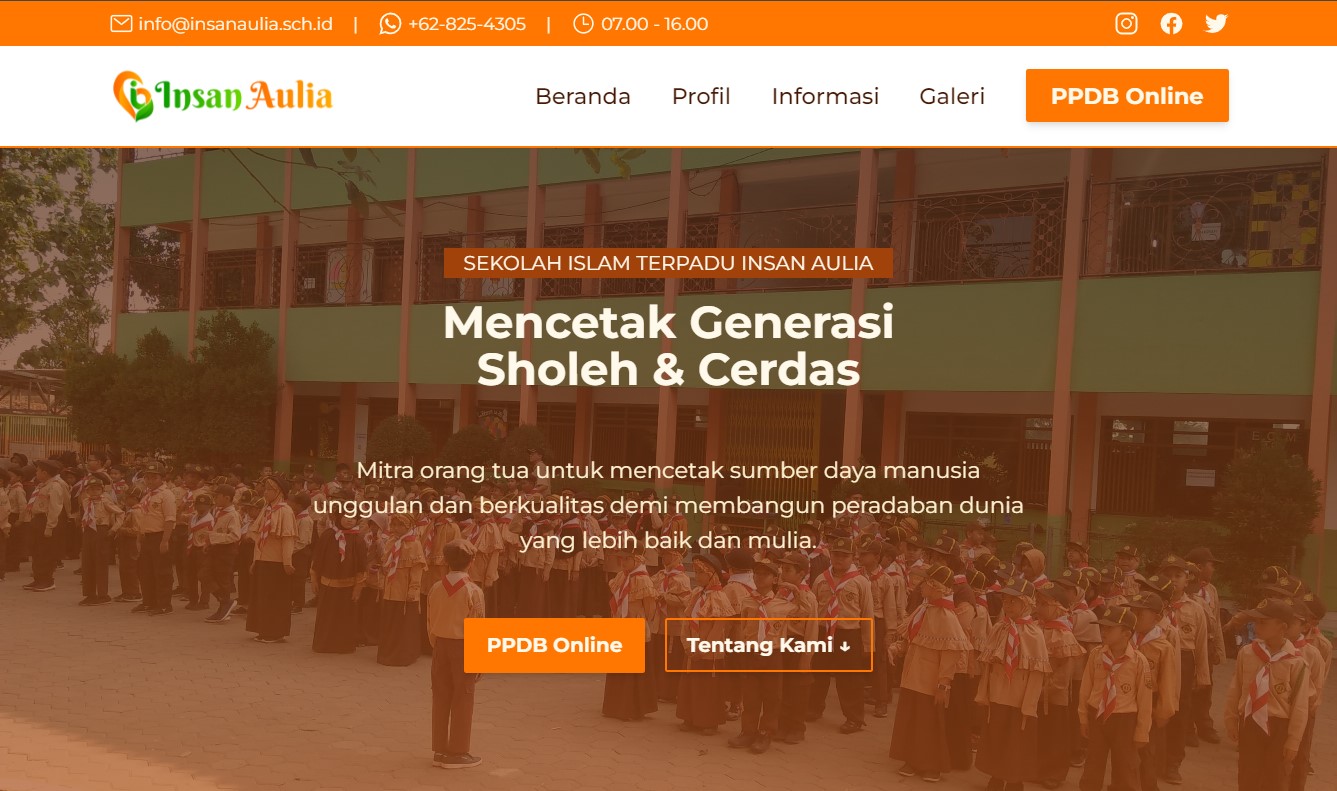 info@insanaulia.sch.id | +62-825-4305 | 07.00 - 16.00
Insan Aulia
Beranda Profil Informasi Galeri PPDB Online
SEKOLAH ISLAM TERPADU INSAN AULIA
Mencetak Generasi
Sholeh & Cerdas
Mitra orang tua untuk mencetak sumber daya manusia
unggulan dan berkualitas demi membangun peradaban dunia
yang lebih baik dan mulia.
PPDB Online Tentang Kami ↓